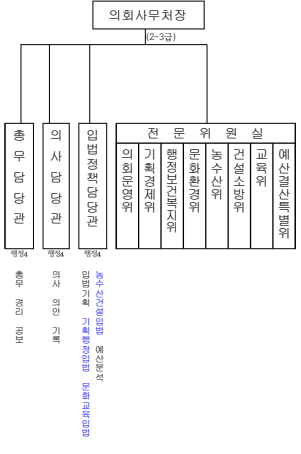 의회사무처장
(2-3급)
총무담당관
의사담당관
입법정책담당관
전문위원실
의회운영위
기획경제위
행정보건복지위
문화환경위
농수산위
건설소방위
교육위
예산결산특별위
행정4
행정4
행정4
총무 경리 공보
의사 의안 기록
입법기획 기획행정입법 문화교육입법
농수산건설입법 예산분석